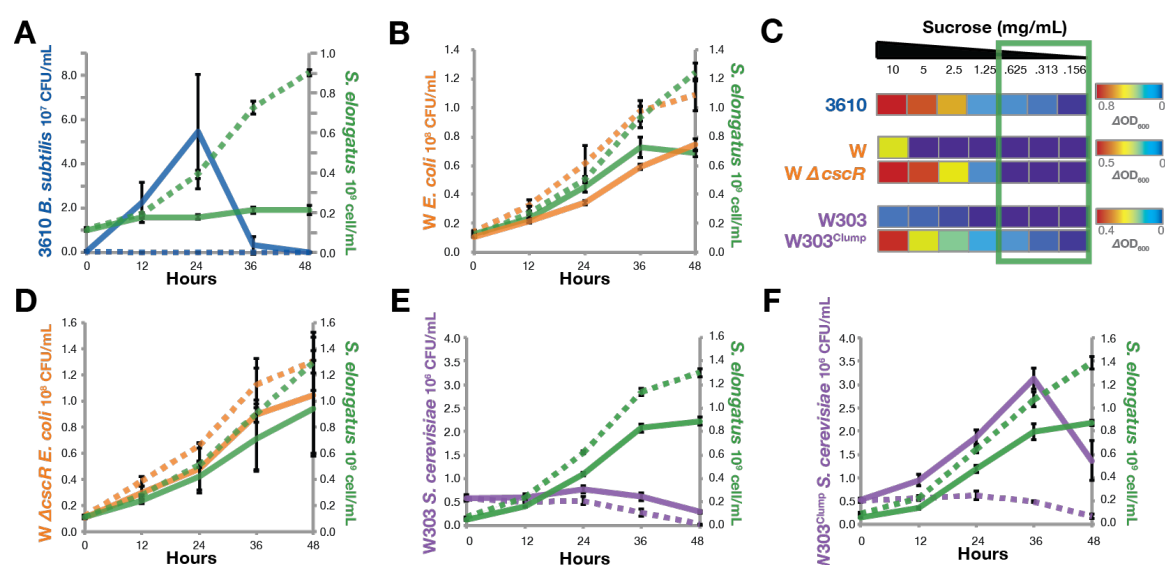 A
3610 B. subtilis 10⁷ CFU/mL
8.0
6.0
4.0
2.0
0.0
1.0
0.8
0.6
0.4
0.2
0.0
S. elongatus 10⁹ cell/mL
0 12 24 36 48
Hours
B
W E. coli 10⁸ CFU/mL
1.4
1.2
1.0
0.8
0.6
0.4
0.2
0.0
1.4
1.2
1.0
0.8
0.6
0.4
0.2
0.0
S. elongatus 10⁹ cell/mL
0 12 24 36 48
Hours
C
Sucrose (mg/mL)
10 5 2.5 1.25 .625 .313 .156
3610
W
W ΔcscR
W303
W303Clump
0.8 0
ΔOD600
0.5 0
ΔOD600
0.4 0
ΔOD600
D
W ΔcscR E. coli 10⁸ CFU/mL
1.6
1.4
1.2
1.0
0.8
0.6
0.4
0.2
0.0
1.6
1.4
1.2
1.0
0.8
0.6
0.4
0.2
0.0
S. elongatus 10⁹ cell/mL
0 12 24 36 48
Hours
E
W303 S. cerevisiae 10⁶ CFU/mL
4.0
3.5
3.0
2.5
2.0
1.5
1.0
0.5
0.0
1.6
1.4
1.2
1.0
0.8
0.6
0.4
0.2
0.0
S. elongatus 10⁹ cell/mL
0 12 24 36 48
Hours
F
W303Clump S. cerevisiae 10⁶ CFU/mL
4.0
3.5
3.0
2.5
2.0
1.5
1.0
0.5
0.0
1.6
1.4
1.2
1.0
0.8
0.6
0.4
0.2
0.0
S. elongatus 10⁹ cell/mL
0 12 24 36 48
Hours